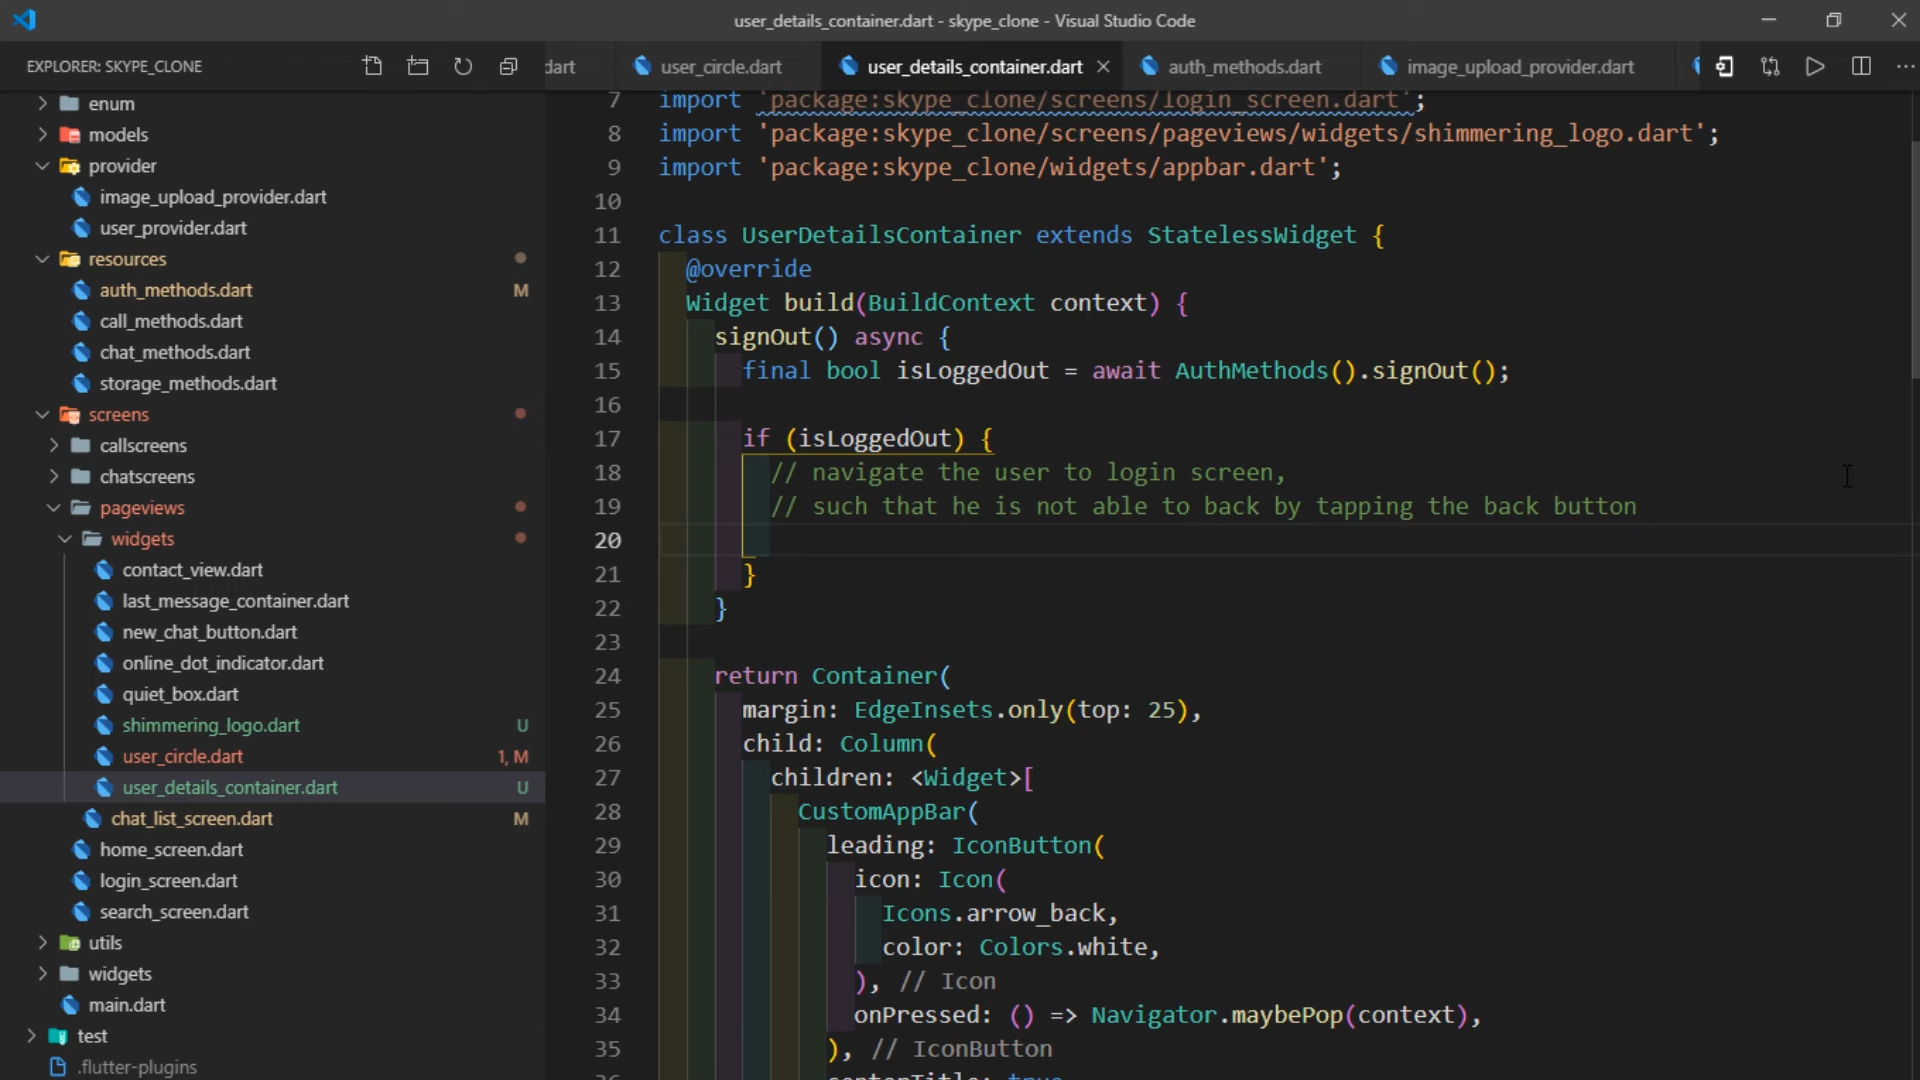 user_details_container.dart - skype_clone - Visual Studio Code
EXPLORER: SKYPE_CLONE
dart
user_circle.dart
user_details_container.dart
auth_methods.dart
image_upload_provider.dart
enum
models
provider
image_upload_provider.dart
user_provider.dart
resources
auth_methods.dart M
call_methods.dart
chat_methods.dart
storage_methods.dart
screens
callscreens
chatscreens
pageviews
widgets
contact_view.dart
last_message_container.dart
new_chat_button.dart
online_dot_indicator.dart
quiet_box.dart
shimmering_logo.dart U
user_circle.dart 1, M
user_details_container.dart U
chat_list_screen.dart M
home_screen.dart
login_screen.dart
search_screen.dart
utils
widgets
main.dart
test
.flutter-plugins
7 import 'package:skype_clone/screens/login_screen.dart';
8 import 'package:skype_clone/screens/pageviews/widgets/shimmering_logo.dart';
9 import 'package:skype_clone/widgets/appbar.dart';
10
11 class UserDetailsContainer extends StatelessWidget {
12 @override
13 Widget build(BuildContext context) {
14 signOut() async {
15 final bool isLoggedOut = await AuthMethods().signOut();
16
17 if (isLoggedOut) {
18 // navigate the user to login screen,
19 // such that he is not able to back by tapping the back button
20
21 }
22 }
23
24 return Container(
25 margin: EdgeInsets.only(top: 25),
26 child: Column(
27 children: <Widget>[
28 CustomAppBar(
29 leading: IconButton(
30 icon: Icon(
31 Icons.arrow_back,
32 color: Colors.white,
33 ), // Icon
34 onPressed: () => Navigator.maybePop(context),
35 ), // IconButton
36 centerTitle: true,